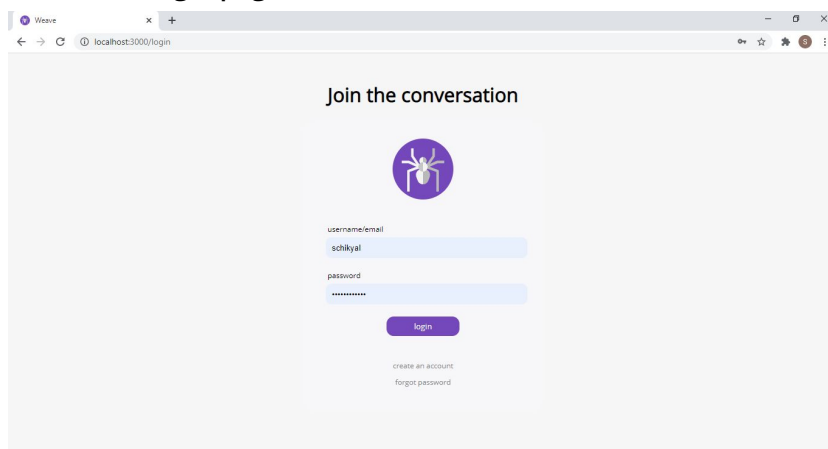 Weave
localhost:3000/login
S
Join the conversation
username/email
schikyal
password
••••••••••••
login
create an account
forgot password